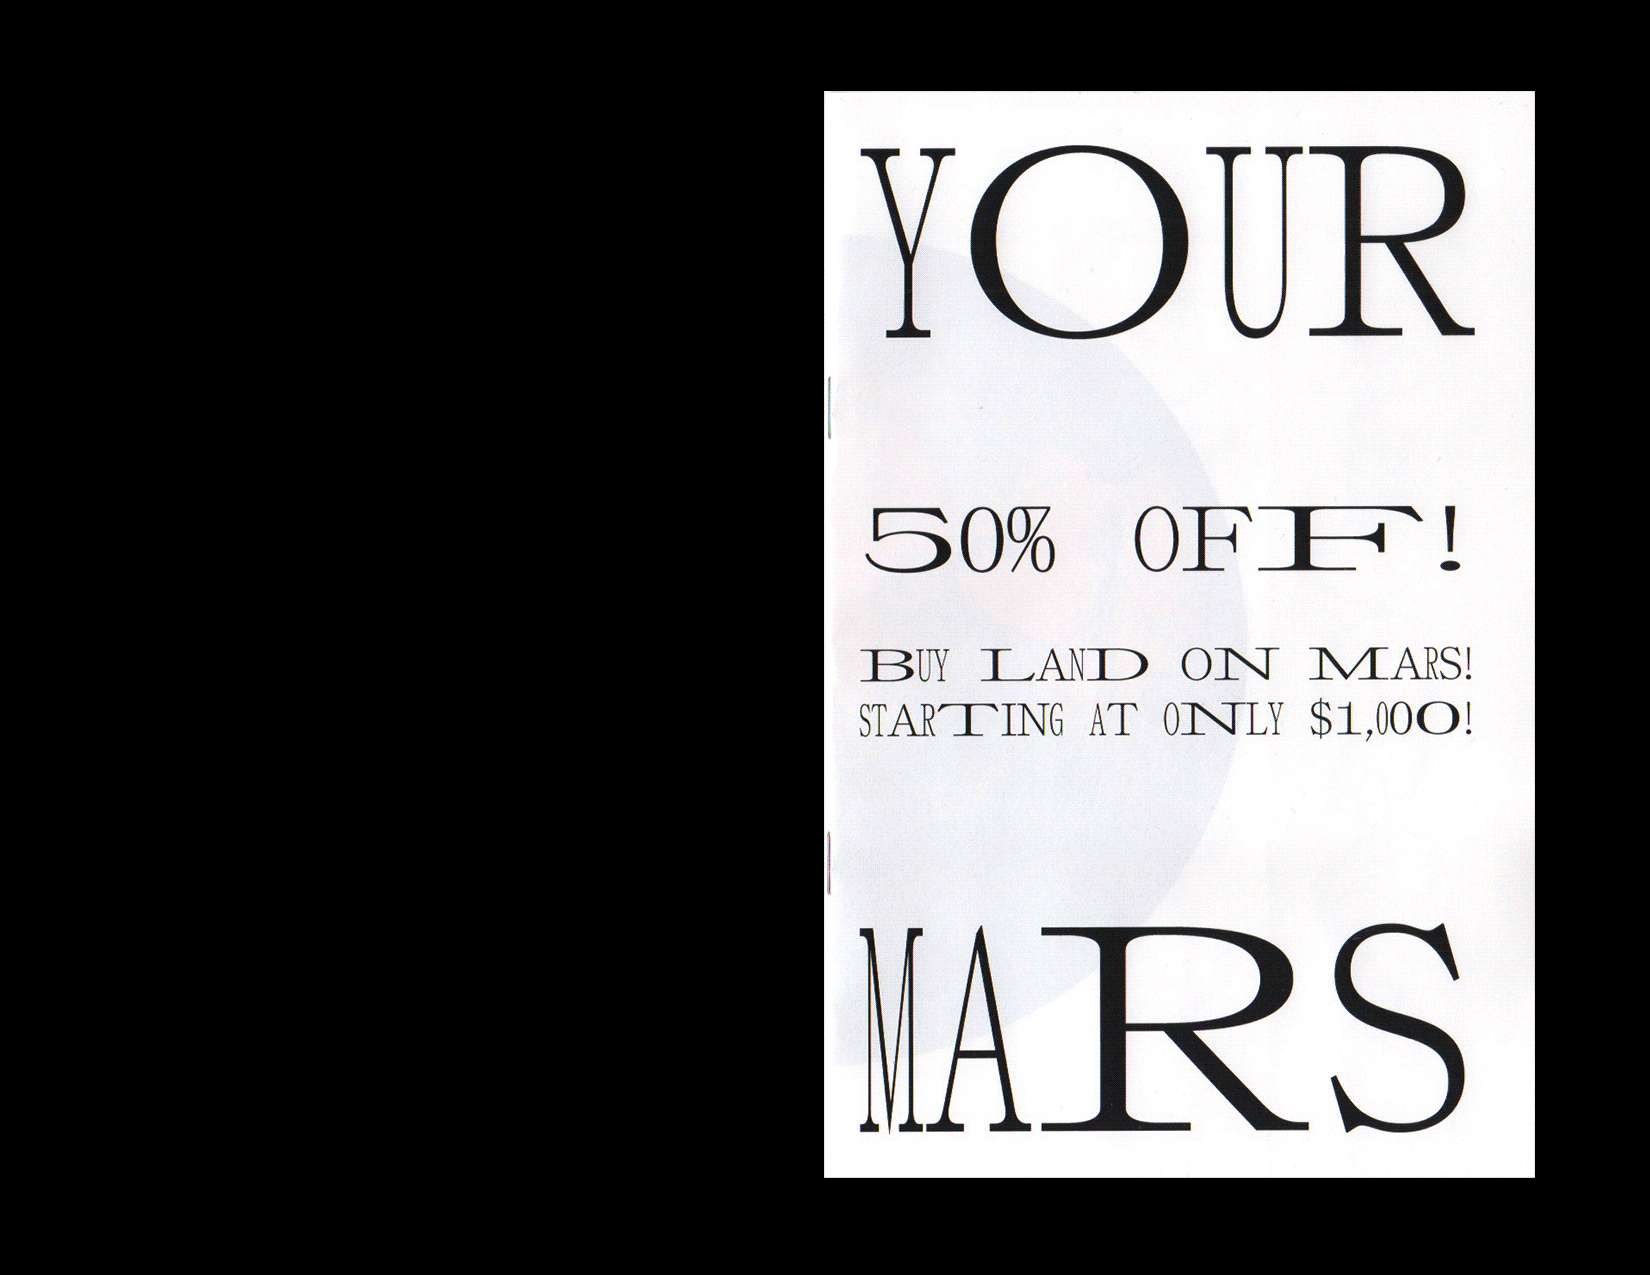 YOUR
50% OFF!
BUY LAND ON MARS!
STARTING AT ONLY $1,000!
MARS